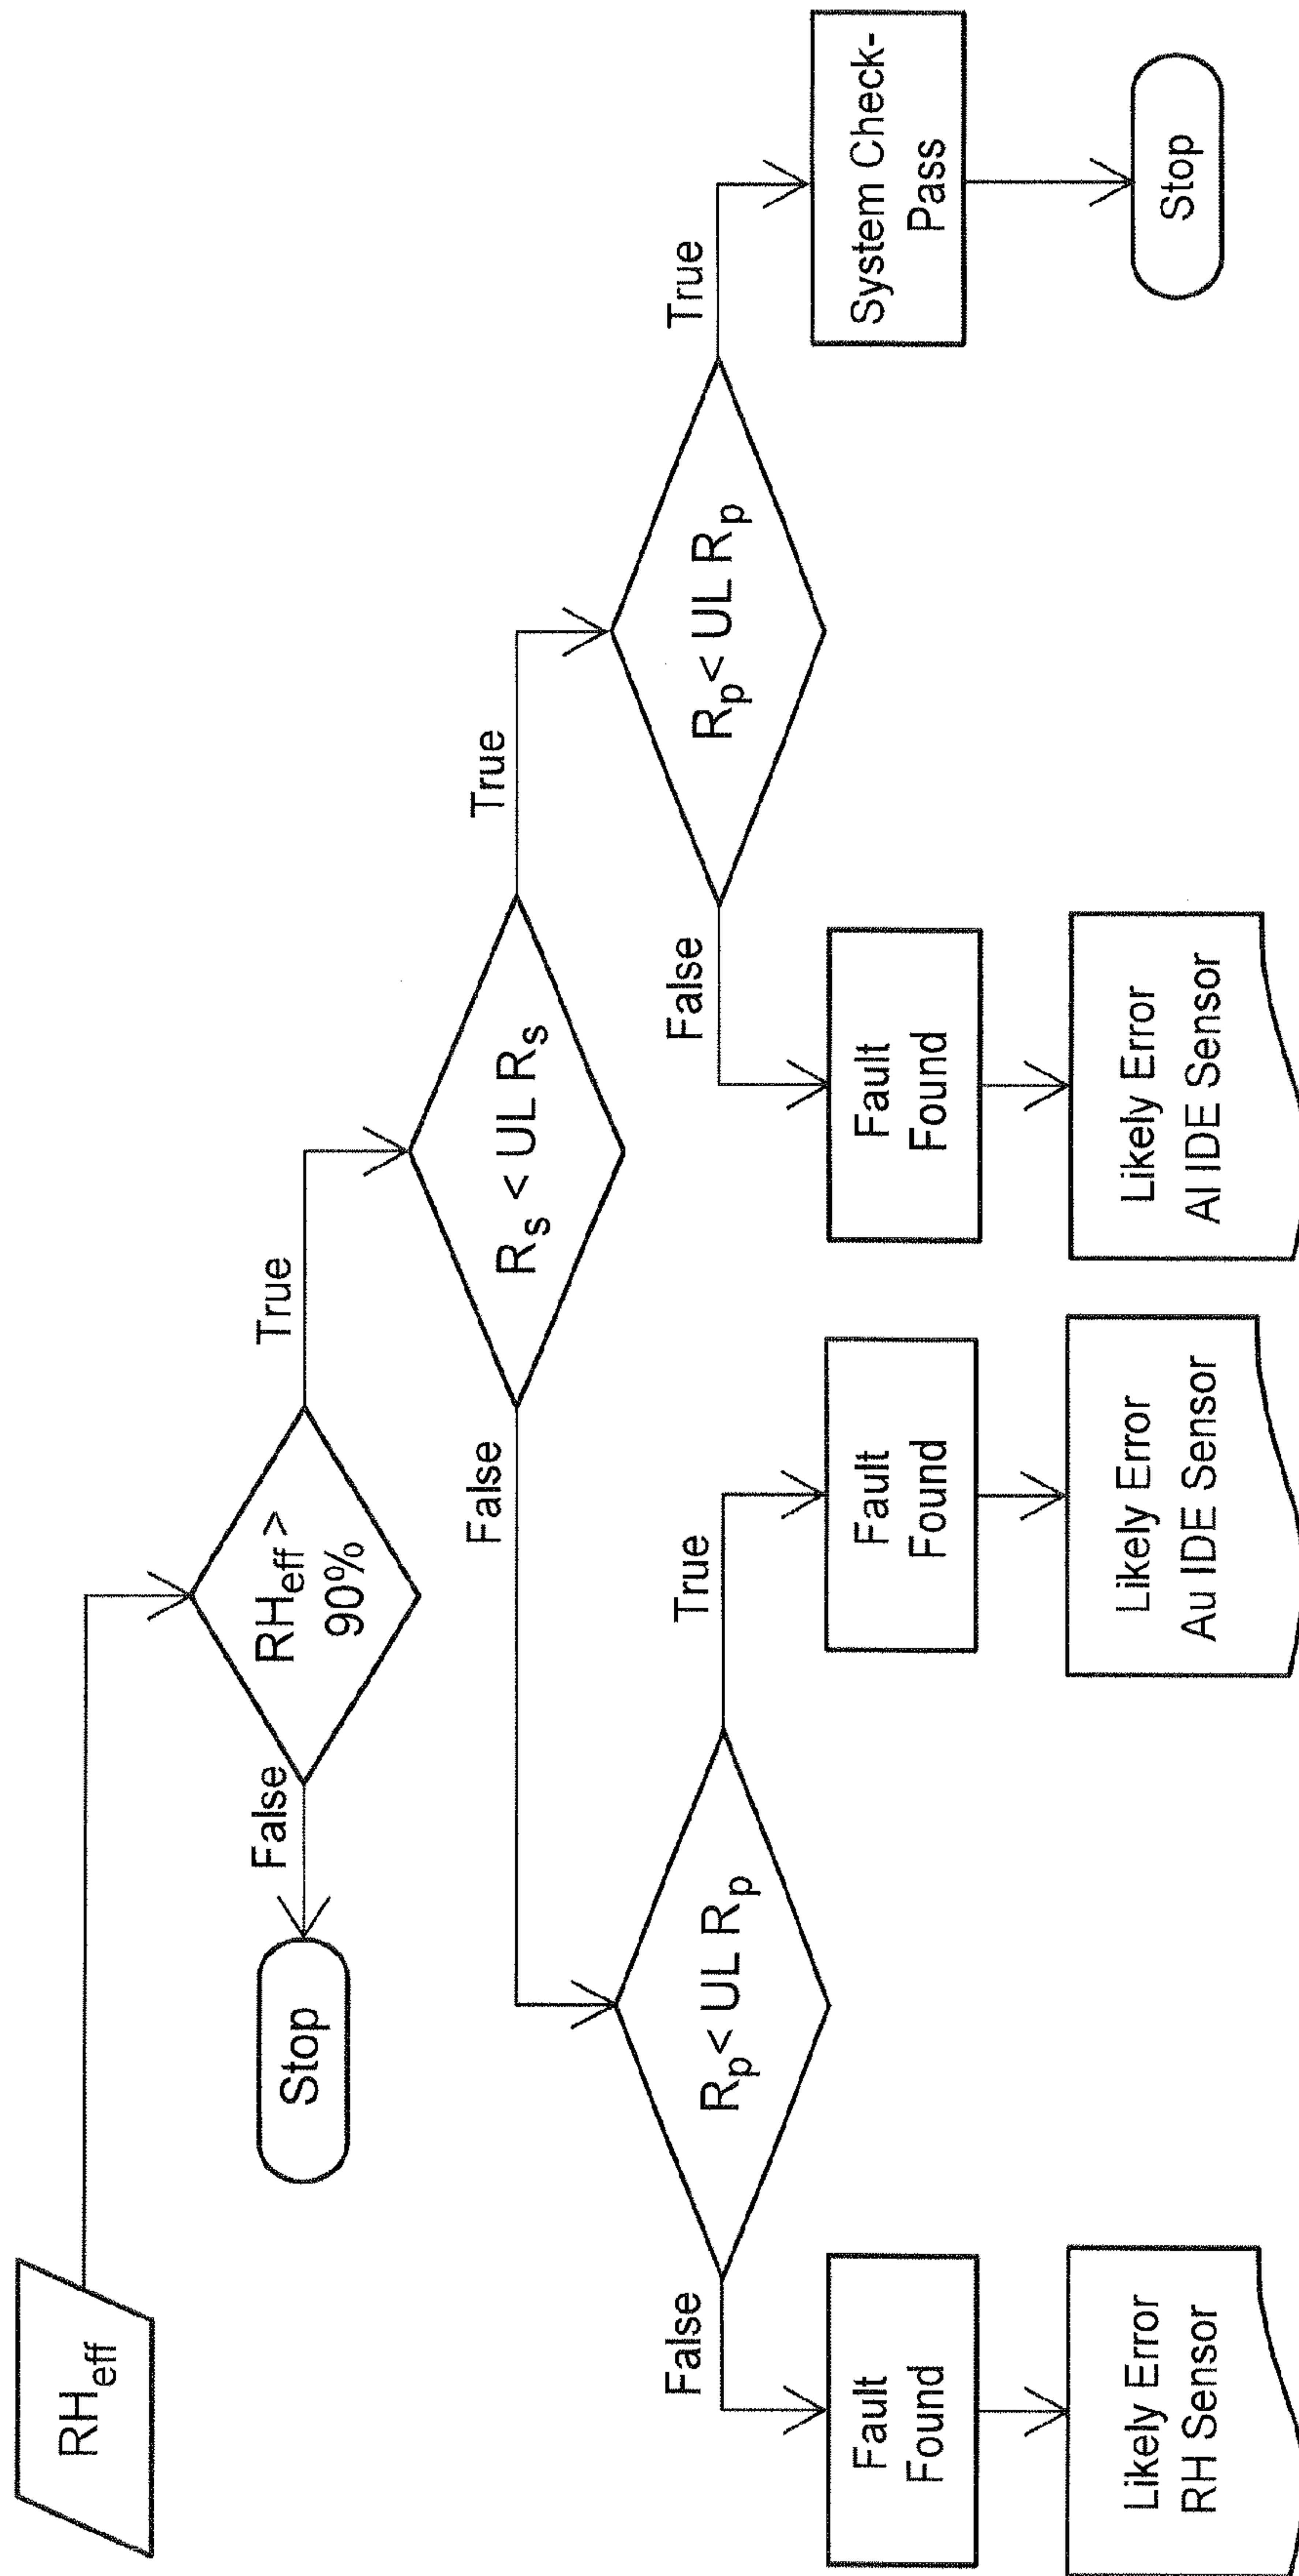 RHeff
RHeff >
90%
False
True
Stop
Rs < UL Rs
False
True
Rp < UL Rp
False
True
Rp < UL Rp
False
True
Fault
Found
Fault
Found
Fault
Found
System Check-
Pass
Likely Error
RH Sensor
Likely Error
Au IDE Sensor
Likely Error
Al IDE Sensor
Stop